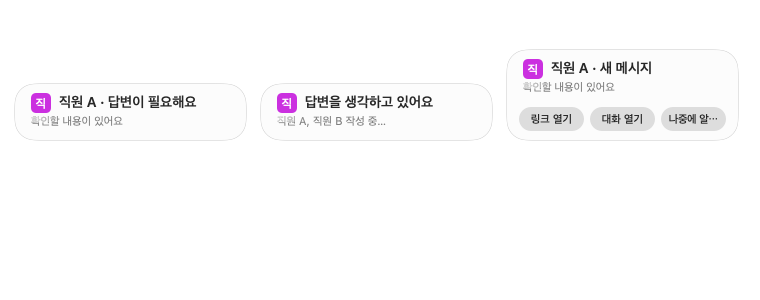 직 직원 A · 답변이 필요해요
확인할 내용이 있어요
직 답변을 생각하고 있어요
직원 A, 직원 B 작성 중...
직 직원 A · 새 메시지
확인할 내용이 있어요
링크 열기 대화 열기 나중에 알···